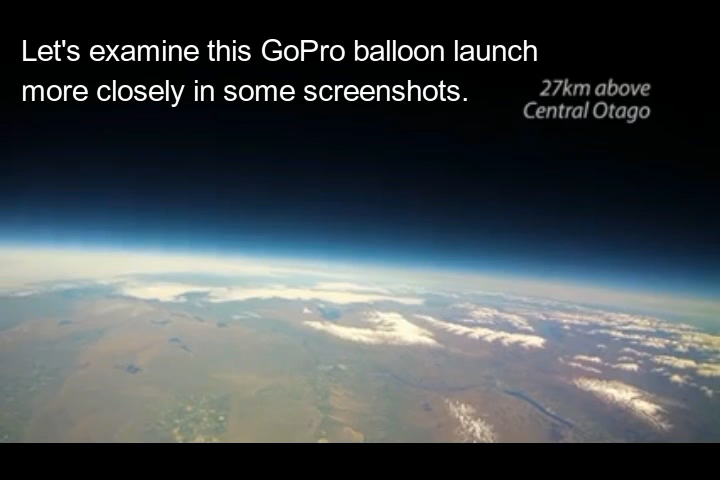 Let's examine this GoPro balloon launch
more closely in some screenshots.
27km above
Central Otago